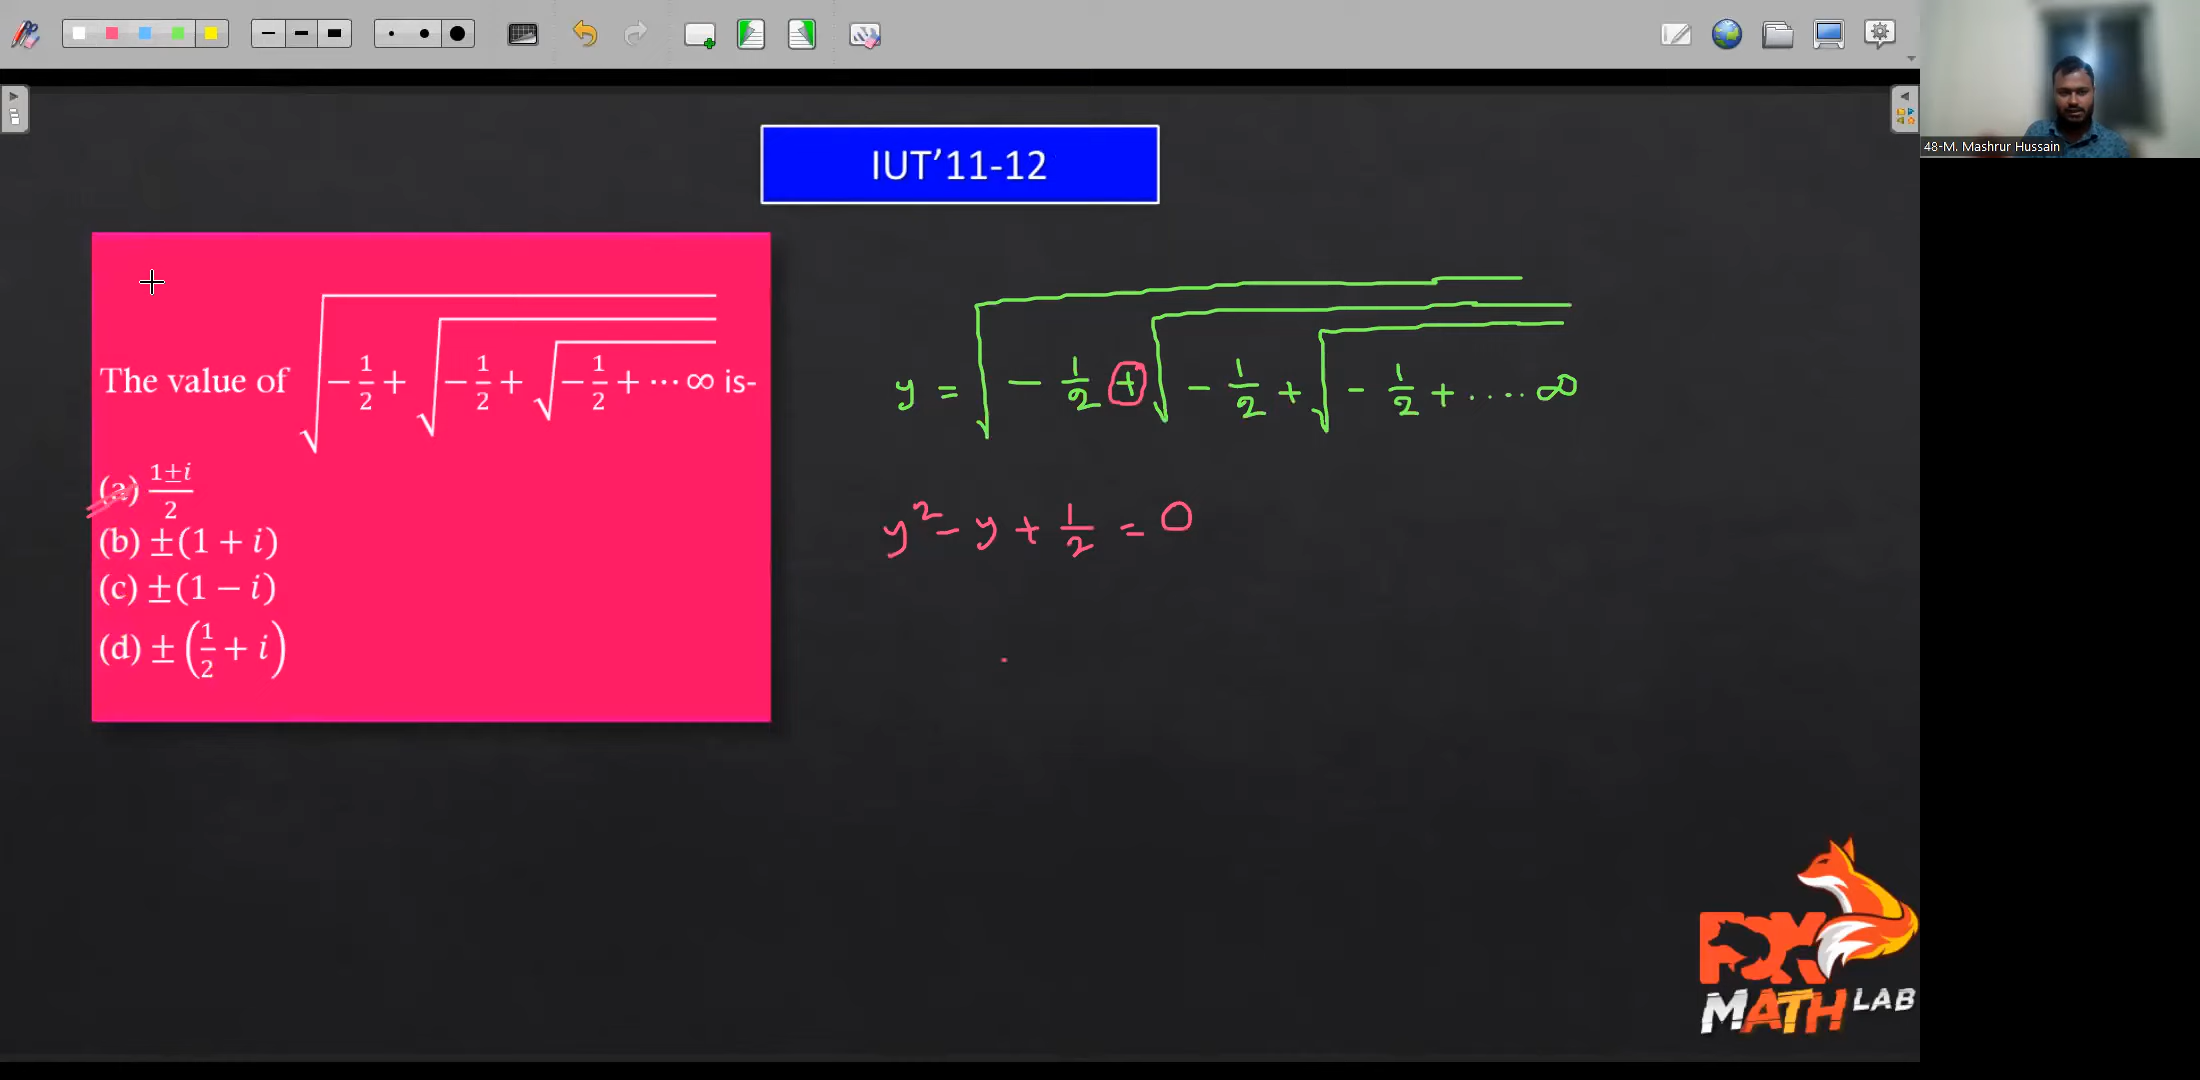 48-M. Mashrur Hussain
IUT’11-12
The value of √(−1/2 + √(−1/2 + √(−1/2 + ⋯ ∞ is-
(a) (1±i)/2
(b) ±(1 + i)
(c) ±(1 − i)
(d) ±(1/2 + i)
y = √(−1/2 + √(−1/2 + √(−1/2 + .... ∞
y² − y + 1/2 = 0
FOX
MATH LAB